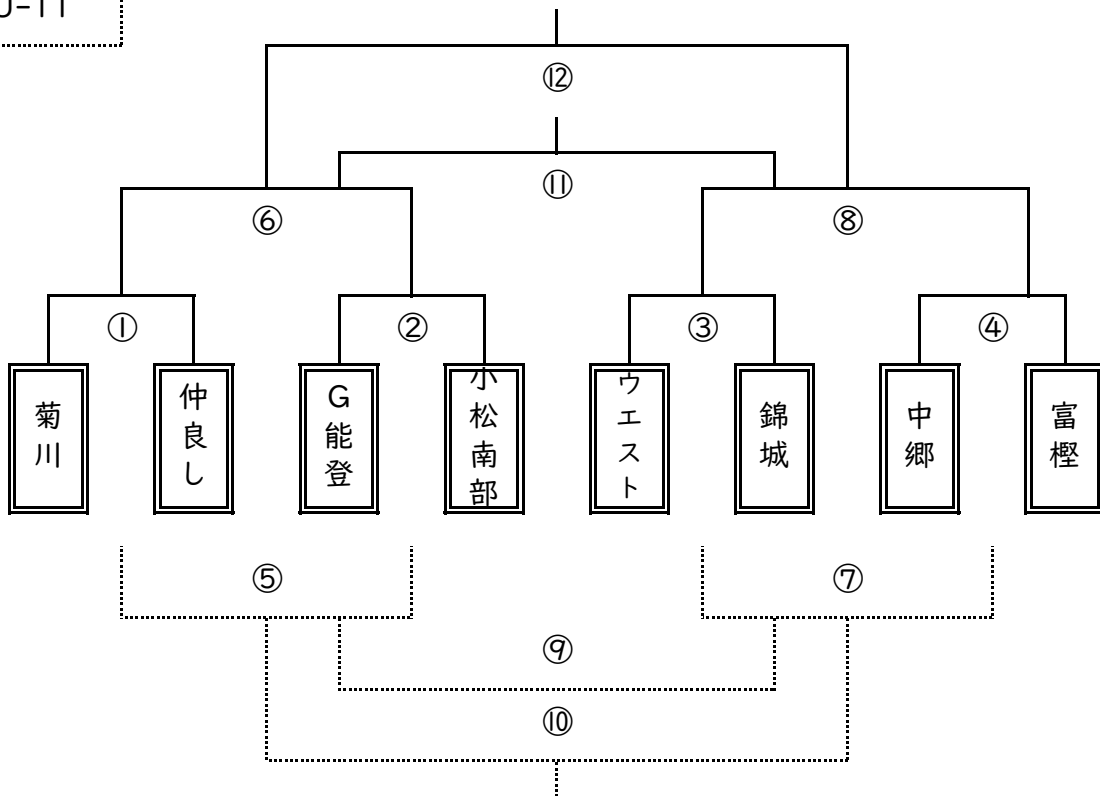 U-11
⑫
⑪
⑥
⑧
①
②
③
④
菊川
仲良し
G能登
小松南部
ウエスト
錦城
中郷
富樫
⑤
⑦
⑨
⑩